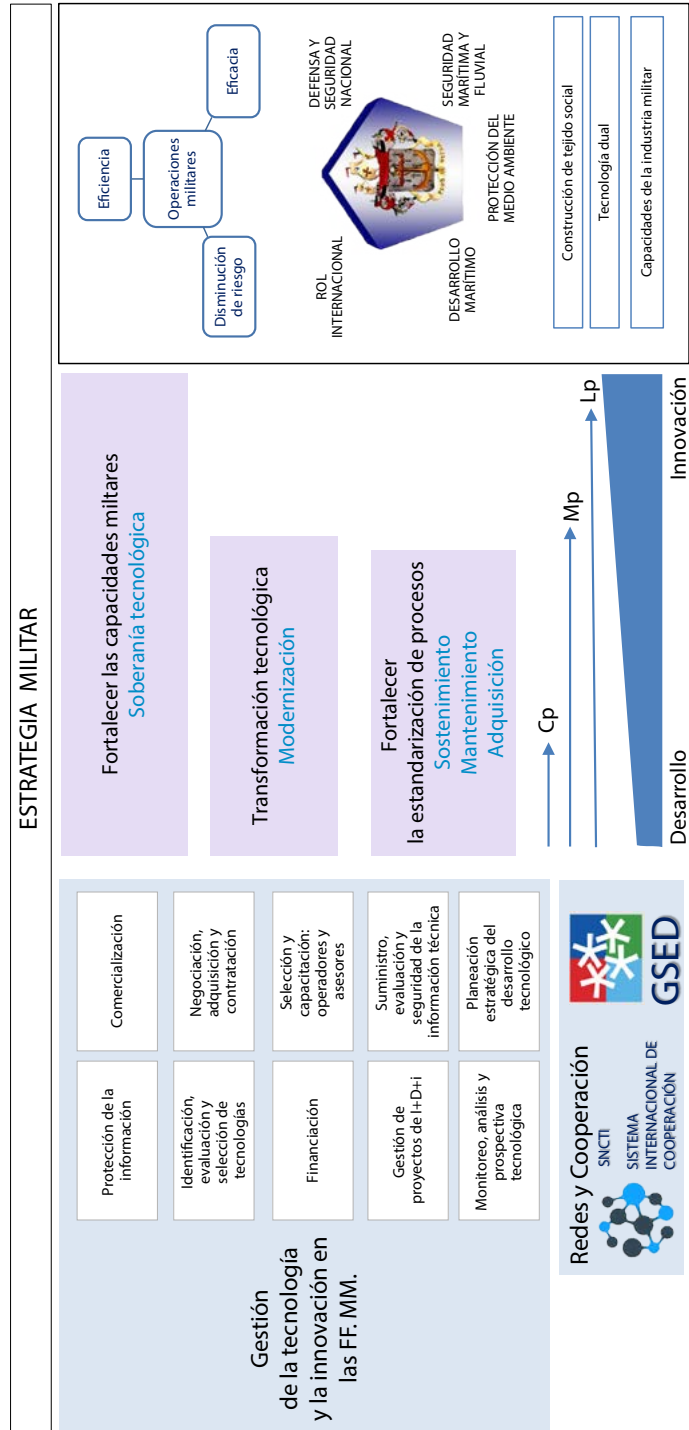 ESTRATEGIA MILITAR
Gestión
de la tecnología
y la innovación en
las FF. MM.
Protección de la
información
Comercialización
Identificación,
evaluación y
selección de
tecnologías
Negociación,
adquisición y
contratación
Financiación
Selección y
capacitación:
operadores y
asesores
Gestión de
proyectos de I+D+i
Suministro,
evaluación y
seguridad de la
información técnica
Monitoreo, análisis y
prospectiva
tecnológica
Planeación
estratégica del
desarrollo
tecnológico
Redes y Cooperación
SNCTI
SISTEMA
INTERNACIONAL DE
COOPERACIÓN
GSED
Fortalecer las capacidades miltares
Soberanía tecnológica
Transformación tecnológica
Modernización
Fortalecer
la estandarización de procesos
Sostenimiento
Mantenimiento
Adquisición
Cp
Mp
Lp
Desarrollo
Innovación
Eficiencia
Operaciones
militares
Disminución
de riesgo
Eficacia
ROL
INTERNACIONAL
DEFENSA Y
SEGURIDAD
NACIONAL
DESARROLLO
MARÍTIMO
PROTECCIÓN DEL
MEDIO AMBIENTE
SEGURIDAD
MARÍTIMA Y
FLUVIAL
Construcción de tejido social
Tecnología dual
Capacidades de la industria militar